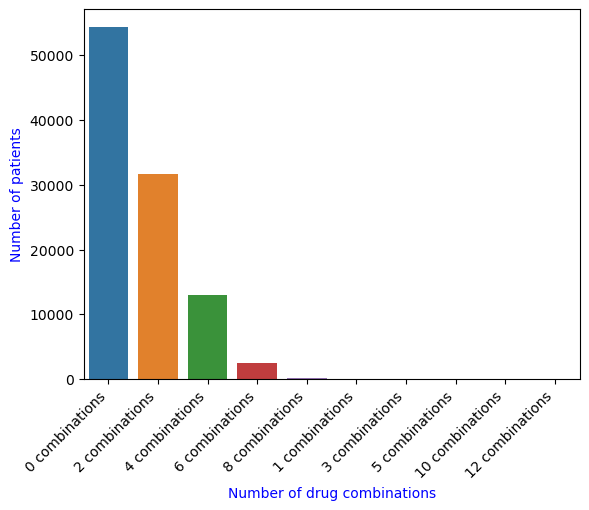 50000
40000
30000
20000
10000
0
Number of patients
0 combinations
2 combinations
4 combinations
6 combinations
8 combinations
1 combinations
3 combinations
5 combinations
10 combinations
12 combinations
Number of drug combinations